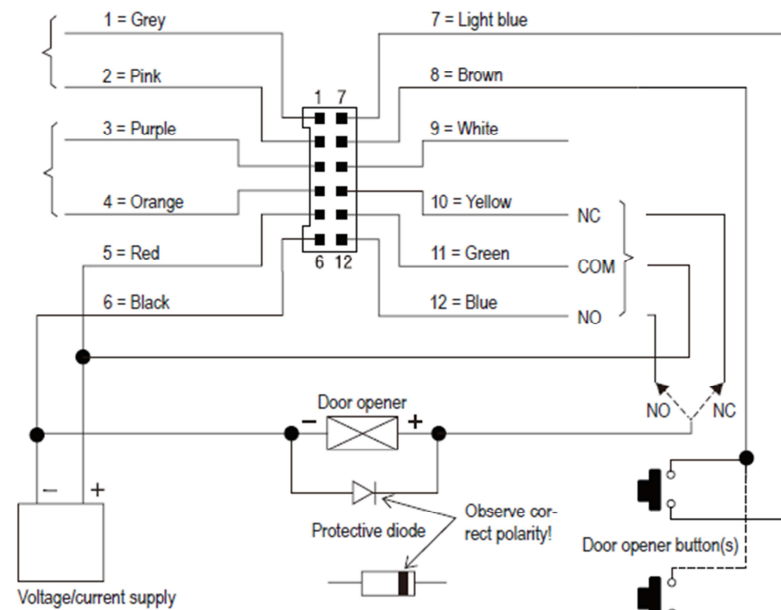 1 = Grey
7 = Light blue
2 = Pink
8 = Brown
1 7
3 = Purple
9 = White
4 = Orange
10 = Yellow
NC
5 = Red
11 = Green
COM
6 12
6 = Black
12 = Blue
NO
Door opener
NO NC
− +
− +
Protective diode
Observe cor-
rect polarity!
Door opener button(s)
Voltage/current supply